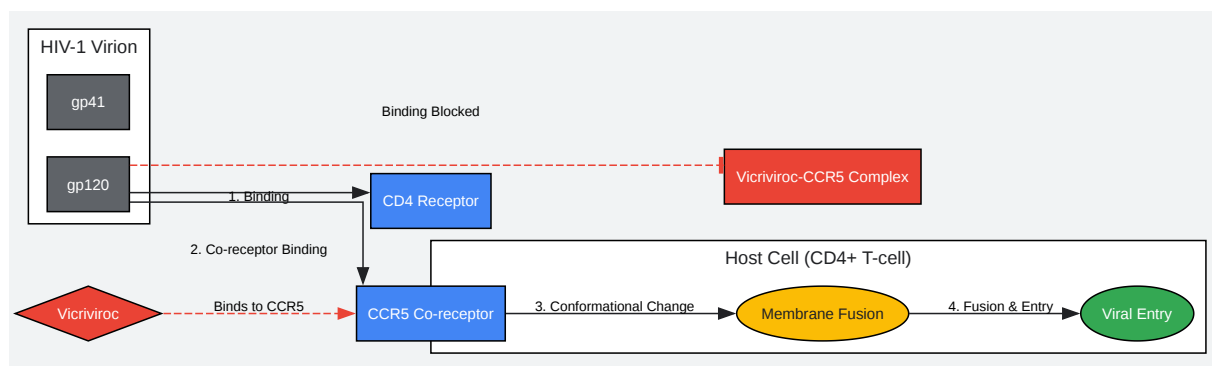 HIV-1 Virion
gp41
Binding Blocked
gp120
Vicriviroc-CCR5 Complex
1. Binding
CD4 Receptor
2. Co-receptor Binding
Host Cell (CD4+ T-cell)
Vicriviroc
Binds to CCR5
CCR5 Co-receptor
3. Conformational Change
Membrane Fusion
4. Fusion & Entry
Viral Entry